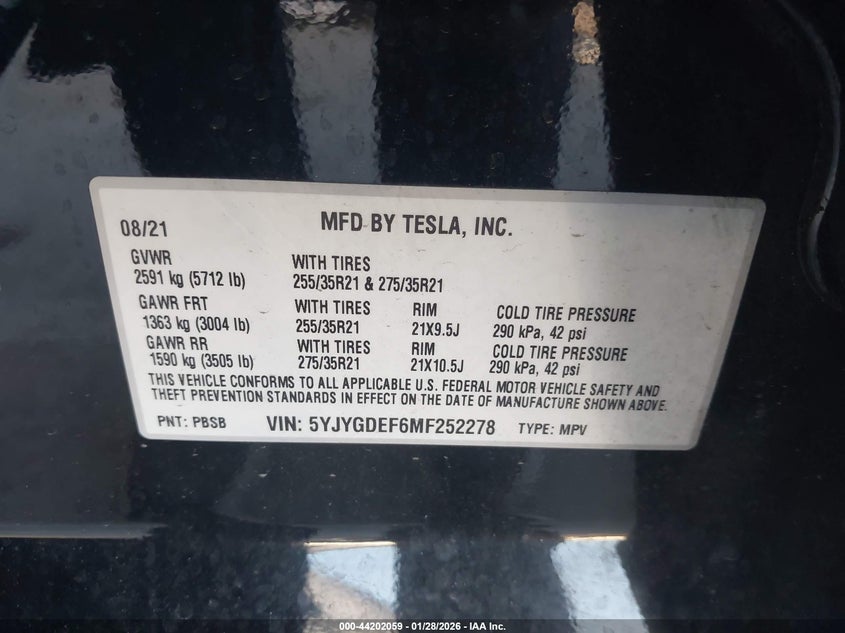 08/21 MFD BY TESLA, INC.
GVWR WITH TIRES
2591 kg (5712 lb) 255/35R21 & 275/35R21
GAWR FRT WITH TIRES RIM COLD TIRE PRESSURE
1363 kg (3004 lb) 255/35R21 21X9.5J 290 kPa, 42 psi
GAWR RR WITH TIRES RIM COLD TIRE PRESSURE
1590 kg (3505 lb) 275/35R21 21X10.5J 290 kPa, 42 psi
THIS VEHICLE CONFORMS TO ALL APPLICABLE U.S. FEDERAL MOTOR VEHICLE SAFETY AND
THEFT PREVENTION STANDARDS IN EFFECT ON THE DATE OF MANUFACTURE SHOWN ABOVE.
PNT: PBSB VIN: 5YJYGDEF6MF252278 TYPE: MPV
000-44202059 - 01/28/2026 - IAA Inc.